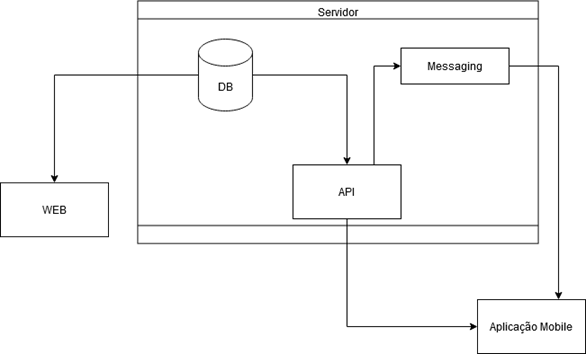 Servidor
Messaging
DB
API
WEB
Aplicação Mobile